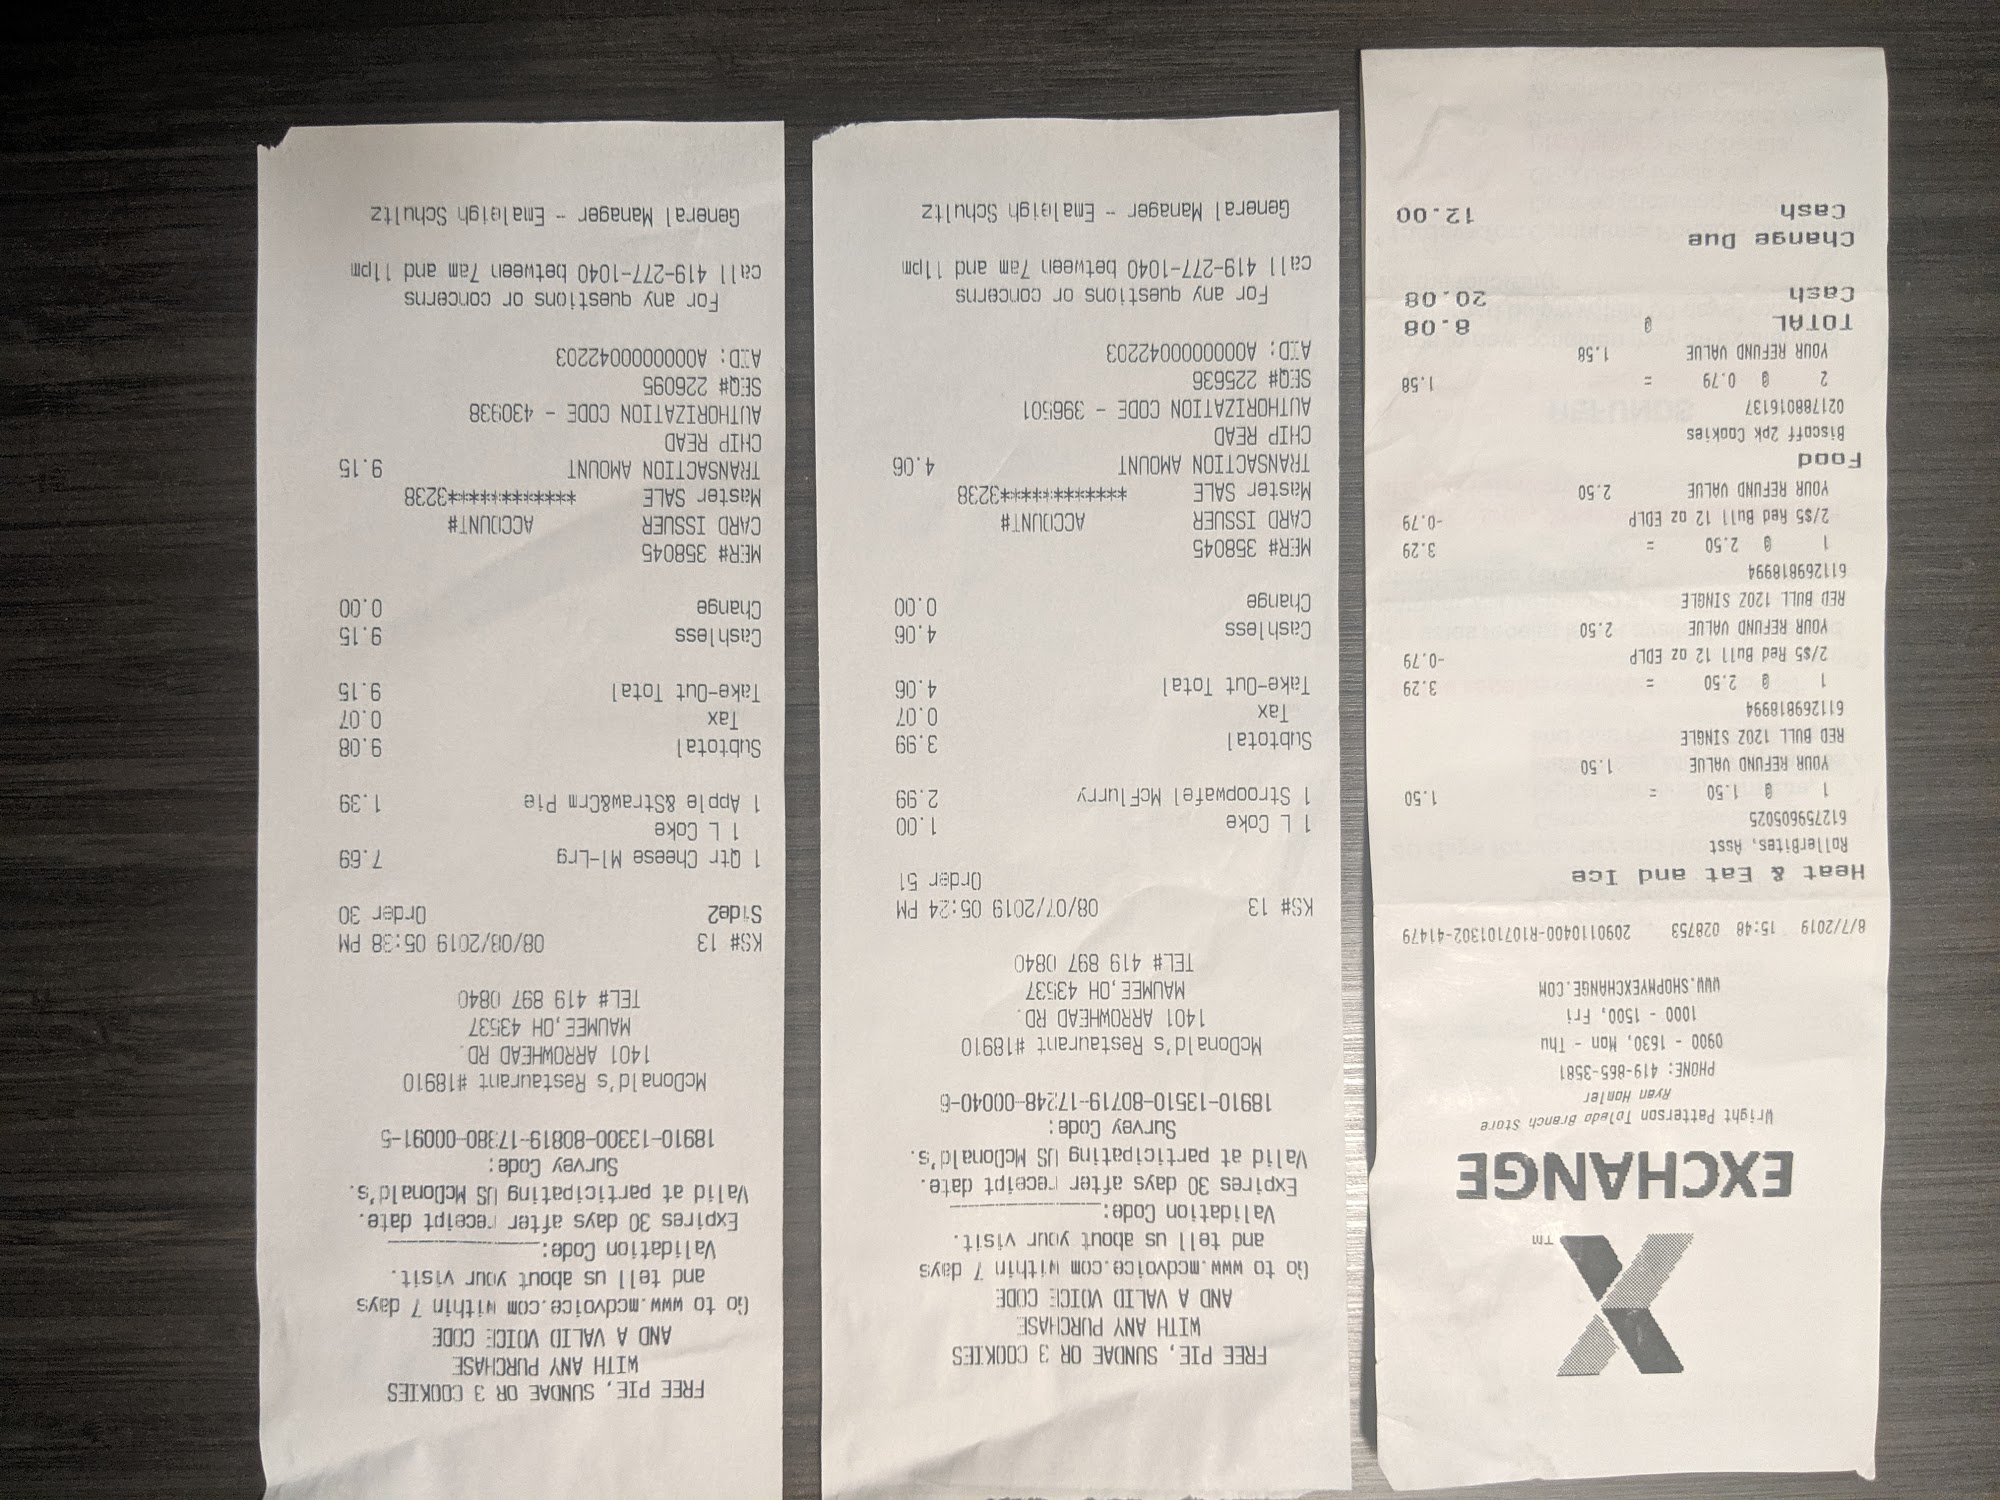 ™
EXCHANGE
Wright Patterson Toledo Branch Store
Ryan Homler
PHONE: 419-865-3581
0900 - 1630, Mon - Thu
1000 - 1500, Fri
WWW.SHOPMYEXCHANGE.COM
8/7/2019 15:48 028753 2090110400-R107101302-41479
Heat & Eat and Ice
RollerBites, Asst
612759605025
1 @ 1.50 = 1.50
YOUR REFUND VALUE 1.50
RED BULL 12OZ SINGLE
611269818994
1 @ 2.50 = 3.29
2/$5 Red Bull 12 oz EDLP -0.79
YOUR REFUND VALUE 2.50
RED BULL 12OZ SINGLE
611269818994
1 @ 2.50 = 3.29
2/$5 Red Bull 12 oz EDLP -0.79
YOUR REFUND VALUE 2.50
Food
Biscoff 2pk Cookies
021788016137
2 @ 0.79 = 1.58
YOUR REFUND VALUE 1.58
TOTAL @ 8.08
Cash 20.08
Change Due
Cash 12.00
FREE PIE, SUNDAE OR 3 COOKIES
WITH ANY PURCHASE
AND A VALID VOICE CODE
Go to www.mcdvoice.com within 7 days
and tell us about your visit.
Validation Code:____________
Expires 30 days after receipt date.
Valid at participating US McDonald's.
Survey Code:
18910-13510-80719-17248-00040-6
McDonald's Restaurant #18910
1401 ARROWHEAD RD.
MAUMEE,OH 43537
TEL# 419 897 0840
KS# 13 08/07/2019 05:24 PM
Order 51
1 L Coke 1.00
1 Stroopwafel McFlurry 2.99
Subtotal 3.99
Tax 0.07
Take-Out Total 4.06
Cashless 4.06
Change 0.00
MER# 358045
CARD ISSUER ACCOUNT#
Master SALE ************3238
TRANSACTION AMOUNT 4.06
CHIP READ
AUTHORIZATION CODE - 396501
SEQ# 225636
AID: A0000000042203
For any questions or concerns
call 419-277-1040 between 7am and 11pm
General Manager - Emaleigh Schultz
FREE PIE, SUNDAE OR 3 COOKIES
WITH ANY PURCHASE
AND A VALID VOICE CODE
Go to www.mcdvoice.com within 7 days
and tell us about your visit.
Validation Code:____________
Expires 30 days after receipt date.
Valid at participating US McDonald's.
Survey Code:
18910-13300-80819-17380-00091-5
McDonald's Restaurant #18910
1401 ARROWHEAD RD.
MAUMEE,OH 43537
TEL# 419 897 0840
KS# 13 08/08/2019 05:38 PM
Side2 Order 30
1 Qtr Cheese Ml-Lrg 7.69
1 L Coke
1 Apple &Straw&Crm Pie 1.39
Subtotal 9.08
Tax 0.07
Take-Out Total 9.15
Cashless 9.15
Change 0.00
MER# 358045
CARD ISSUER ACCOUNT#
Master SALE ************3238
TRANSACTION AMOUNT 9.15
CHIP READ
AUTHORIZATION CODE - 430938
SEQ# 226095
AID: A0000000042203
For any questions or concerns
call 419-277-1040 between 7am and 11pm
General Manager - Emaleigh Schultz